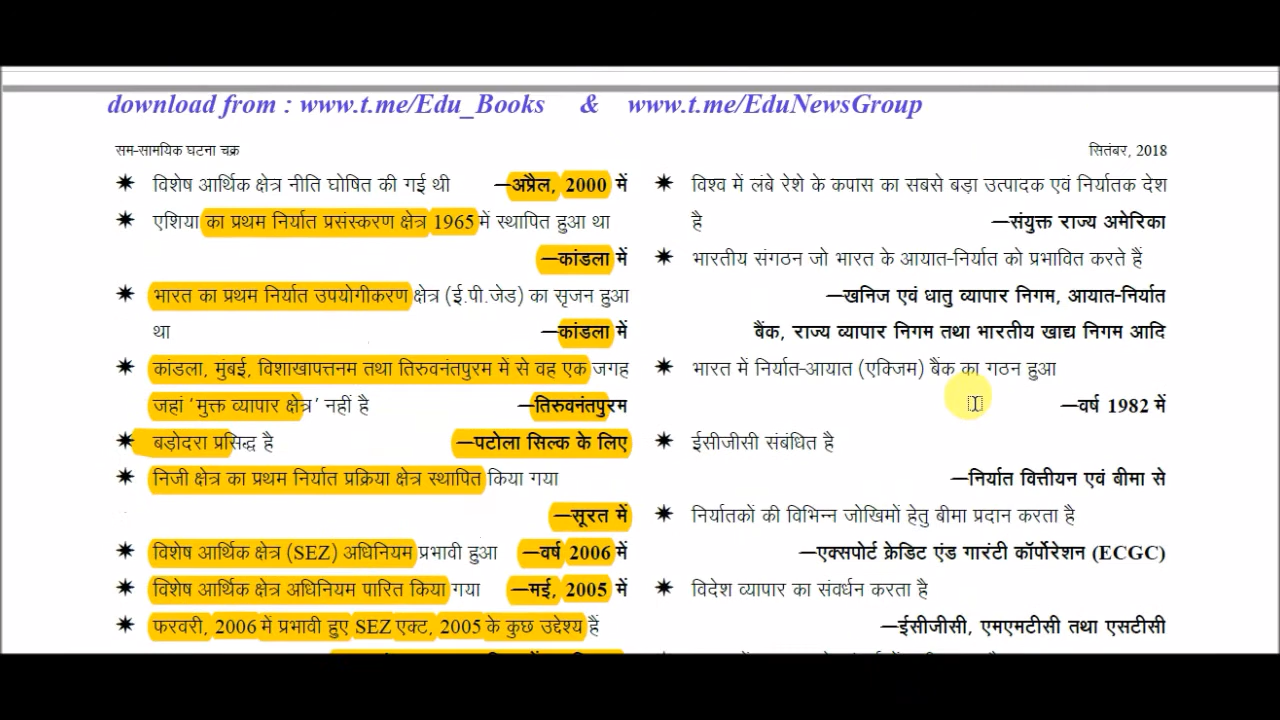 download from : www.t.me/Edu_Books & www.t.me/EduNewsGroup
सम-सामयिक घटना चक्र
सितंबर, 2018
✷ विशेष आर्थिक क्षेत्र नीति घोषित की गई थी —अप्रैल, 2000 में
✷ एशिया का प्रथम निर्यात प्रसंस्करण क्षेत्र 1965 में स्थापित हुआ था
—कांडला में
✷ भारत का प्रथम निर्यात उपयोगीकरण क्षेत्र (ई.पी.जेड) का सृजन हुआ
था —कांडला में
✷ कांडला, मुंबई, विशाखापत्तनम तथा तिरुवनंतपुरम में से वह एक जगह
जहां ‘मुक्त व्यापार क्षेत्र’ नहीं है —तिरुवनंतपुरम
✷ बड़ोदरा प्रसिद्ध है —पटोला सिल्क के लिए
✷ निजी क्षेत्र का प्रथम निर्यात प्रक्रिया क्षेत्र स्थापित किया गया
—सूरत में
✷ विशेष आर्थिक क्षेत्र (SEZ) अधिनियम प्रभावी हुआ —वर्ष 2006 में
✷ विशेष आर्थिक क्षेत्र अधिनियम पारित किया गया —मई, 2005 में
✷ फरवरी, 2006 में प्रभावी हुए SEZ एक्ट, 2005 के कुछ उद्देश्य हैं
✷ विश्व में लंबे रेशे के कपास का सबसे बड़ा उत्पादक एवं निर्यातक देश
है —संयुक्त राज्य अमेरिका
✷ भारतीय संगठन जो भारत के आयात-निर्यात को प्रभावित करते हैं
—खनिज एवं धातु व्यापार निगम, आयात-निर्यात
बैंक, राज्य व्यापार निगम तथा भारतीय खाद्य निगम आदि
✷ भारत में निर्यात-आयात (एक्जिम) बैंक का गठन हुआ
—वर्ष 1982 में
✷ ईसीजीसी संबंधित है
—निर्यात वित्तीयन एवं बीमा से
✷ निर्यातकों की विभिन्न जोखिमों हेतु बीमा प्रदान करता है
—एक्सपोर्ट क्रेडिट एंड गारंटी कॉर्पोरेशन (ECGC)
✷ विदेश व्यापार का संवर्धन करता है
—ईसीजीसी, एमएमटीसी तथा एसटीसी